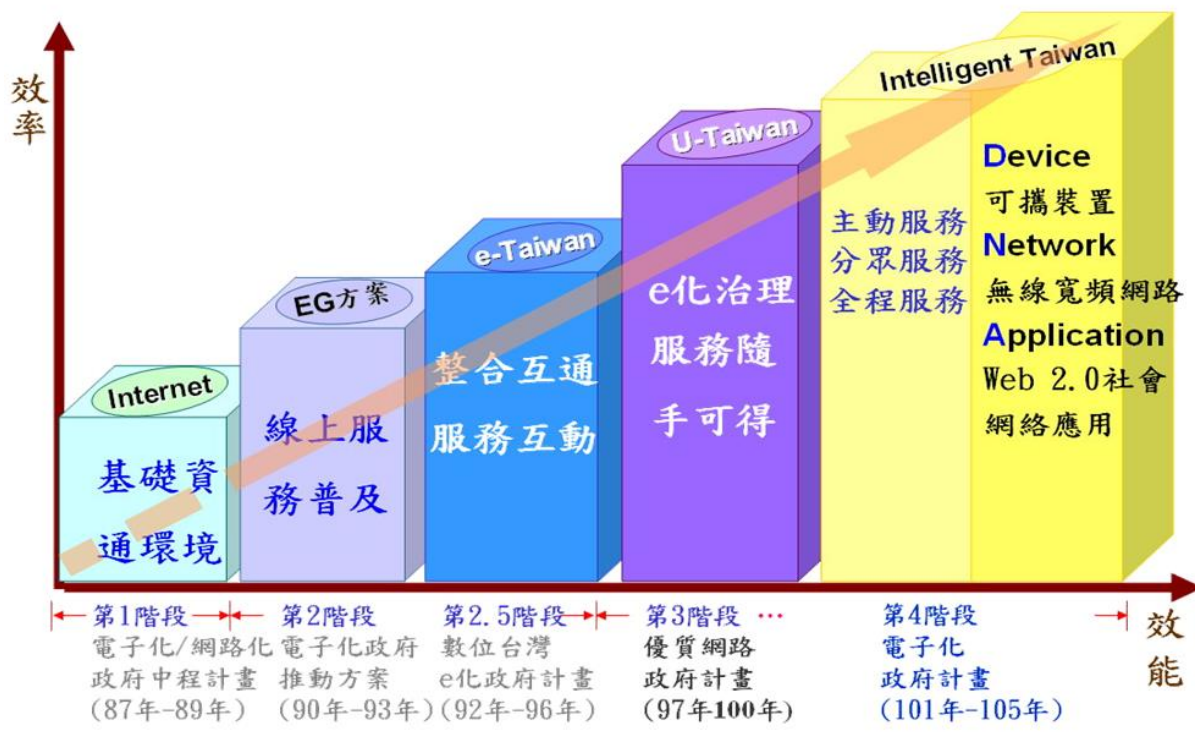 效率
Internet
基礎資
通環境
EG方案
線上服
務普及
e-Taiwan
整合互通
服務互動
U-Taiwan
e化治理
服務隨
手可得
Intelligent Taiwan
主動服務
分眾服務
全程服務
Device
可攜裝置
Network
無線寬頻網路
Application
Web 2.0社會
網絡應用
第1階段
電子化/網路化
政府中程計畫
(87年-89年)
第2階段
電子化政府
推動方案
(90年-93年)
第2.5階段
數位台灣
e化政府計畫
(92年-96年)
第3階段 …
優質網路
政府計畫
(97年100年)
第4階段
電子化
政府計畫
(101年-105年)
效能